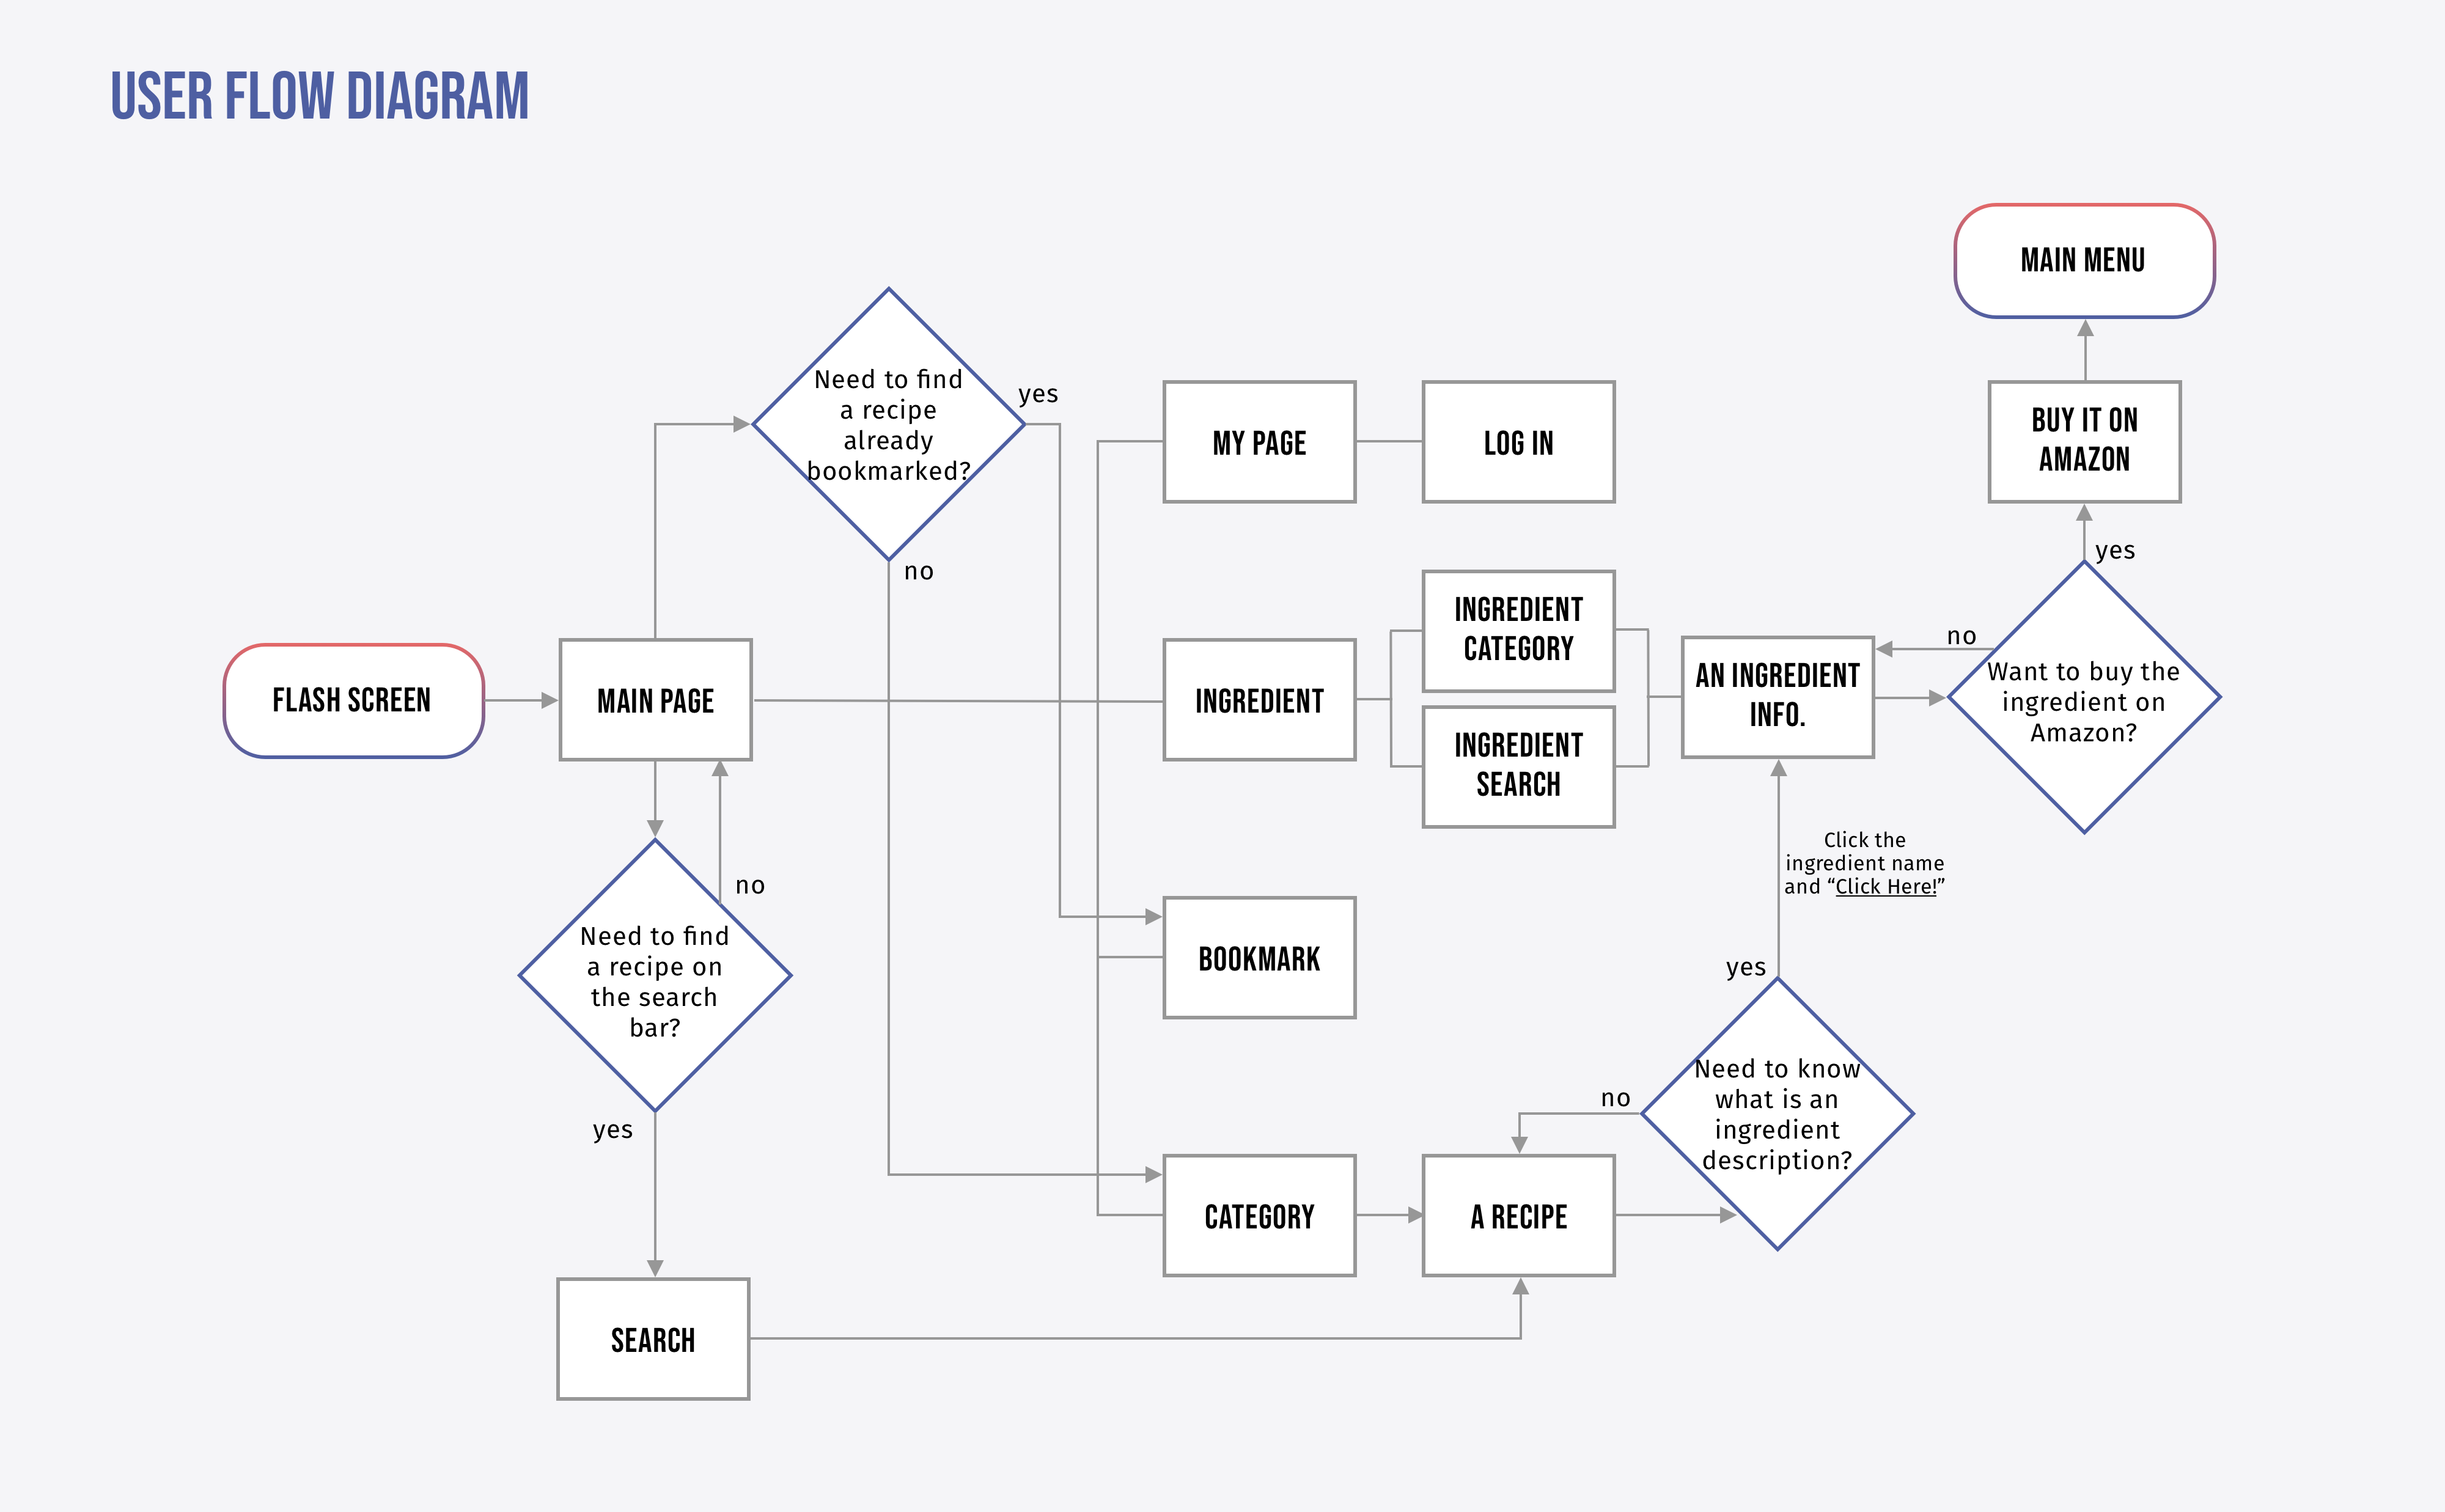 USER FLOW DIAGRAM
MAIN MENU
Need to find
a recipe
already
bookmarked?
yes
no
MY PAGE
LOG IN
BUY IT ON
AMAZON
yes
FLASH SCREEN
MAIN PAGE
INGREDIENT
INGREDIENT
CATEGORY
INGREDIENT
SEARCH
AN INGREDIENT
INFO.
no
Want to buy the
ingredient on
Amazon?
Click the
ingredient name
and “Click Here!”
no
Need to find
a recipe on
the search
bar?
yes
BOOKMARK
yes
no
Need to know
what is an
ingredient
description?
CATEGORY
A RECIPE
SEARCH